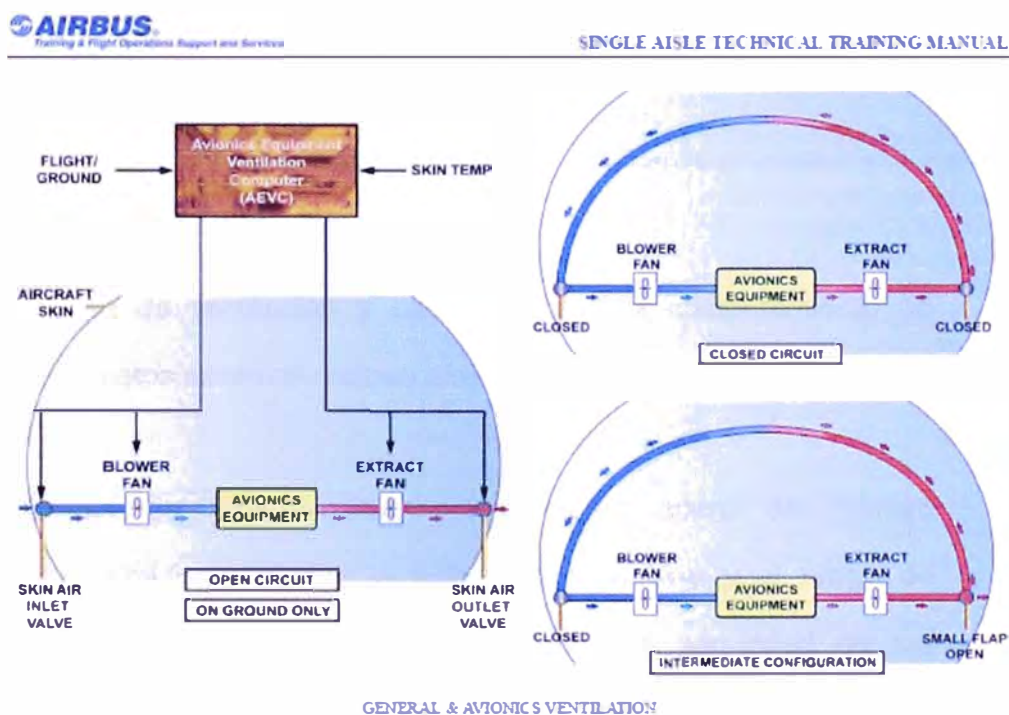 AIRBUS
Training & Flight Operations Support and Services
SINGLE AISLE TECHNICAL TRAINING MANUAL
FLIGHT/
GROUND
Avionics Equipment
Ventilation
Computer
(AEVC)
SKIN TEMP
AIRCRAFT
SKIN
BLOWER
FAN
EXTRACT
FAN
AVIONICS
EQUIPMENT
SKIN AIR
INLET
VALVE
OPEN CIRCUIT
ON GROUND ONLY
SKIN AIR
OUTLET
VALVE
BLOWER
FAN
EXTRACT
FAN
AVIONICS
EQUIPMENT
CLOSED
CLOSED
CLOSED CIRCUIT
BLOWER
FAN
EXTRACT
FAN
AVIONICS
EQUIPMENT
CLOSED
SMALL FLAP
OPEN
INTERMEDIATE CONFIGURATION
GENERAL & AVIONICS VENTILATION